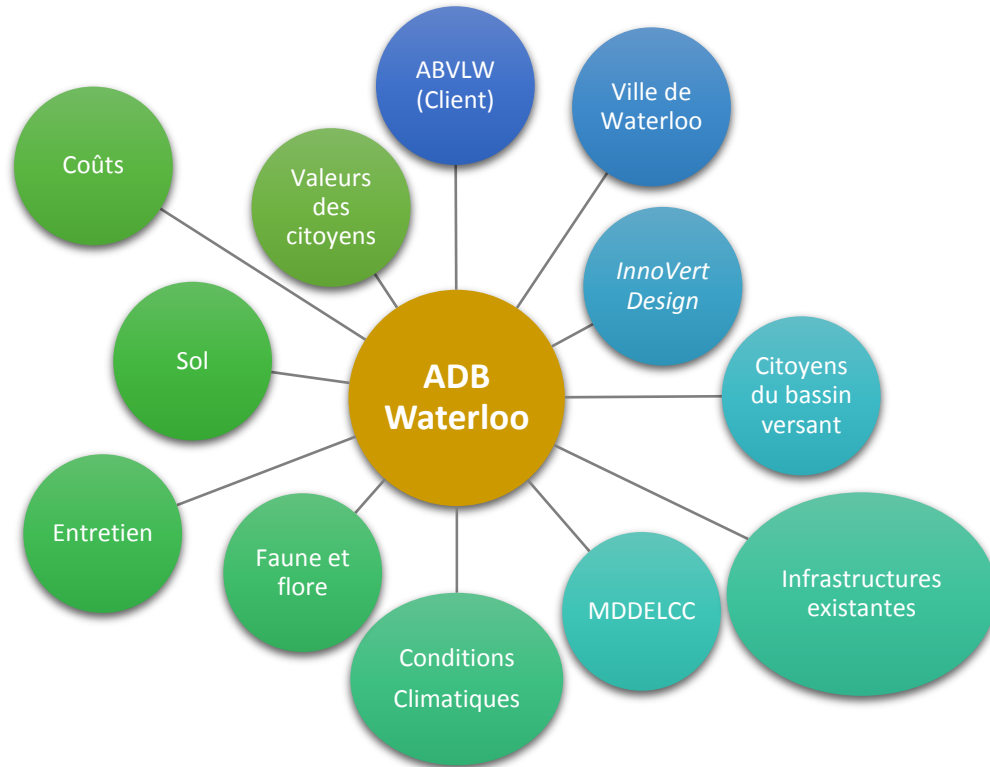 ABVLW
(Client)
Ville de
Waterloo
Coûts
Valeurs
des
citoyens
InnoVert
Design
Sol
ADB
Waterloo
Citoyens
du bassin
versant
Entretien
Faune et
flore
Conditions
Climatiques
MDDELCC
Infrastructures
existantes